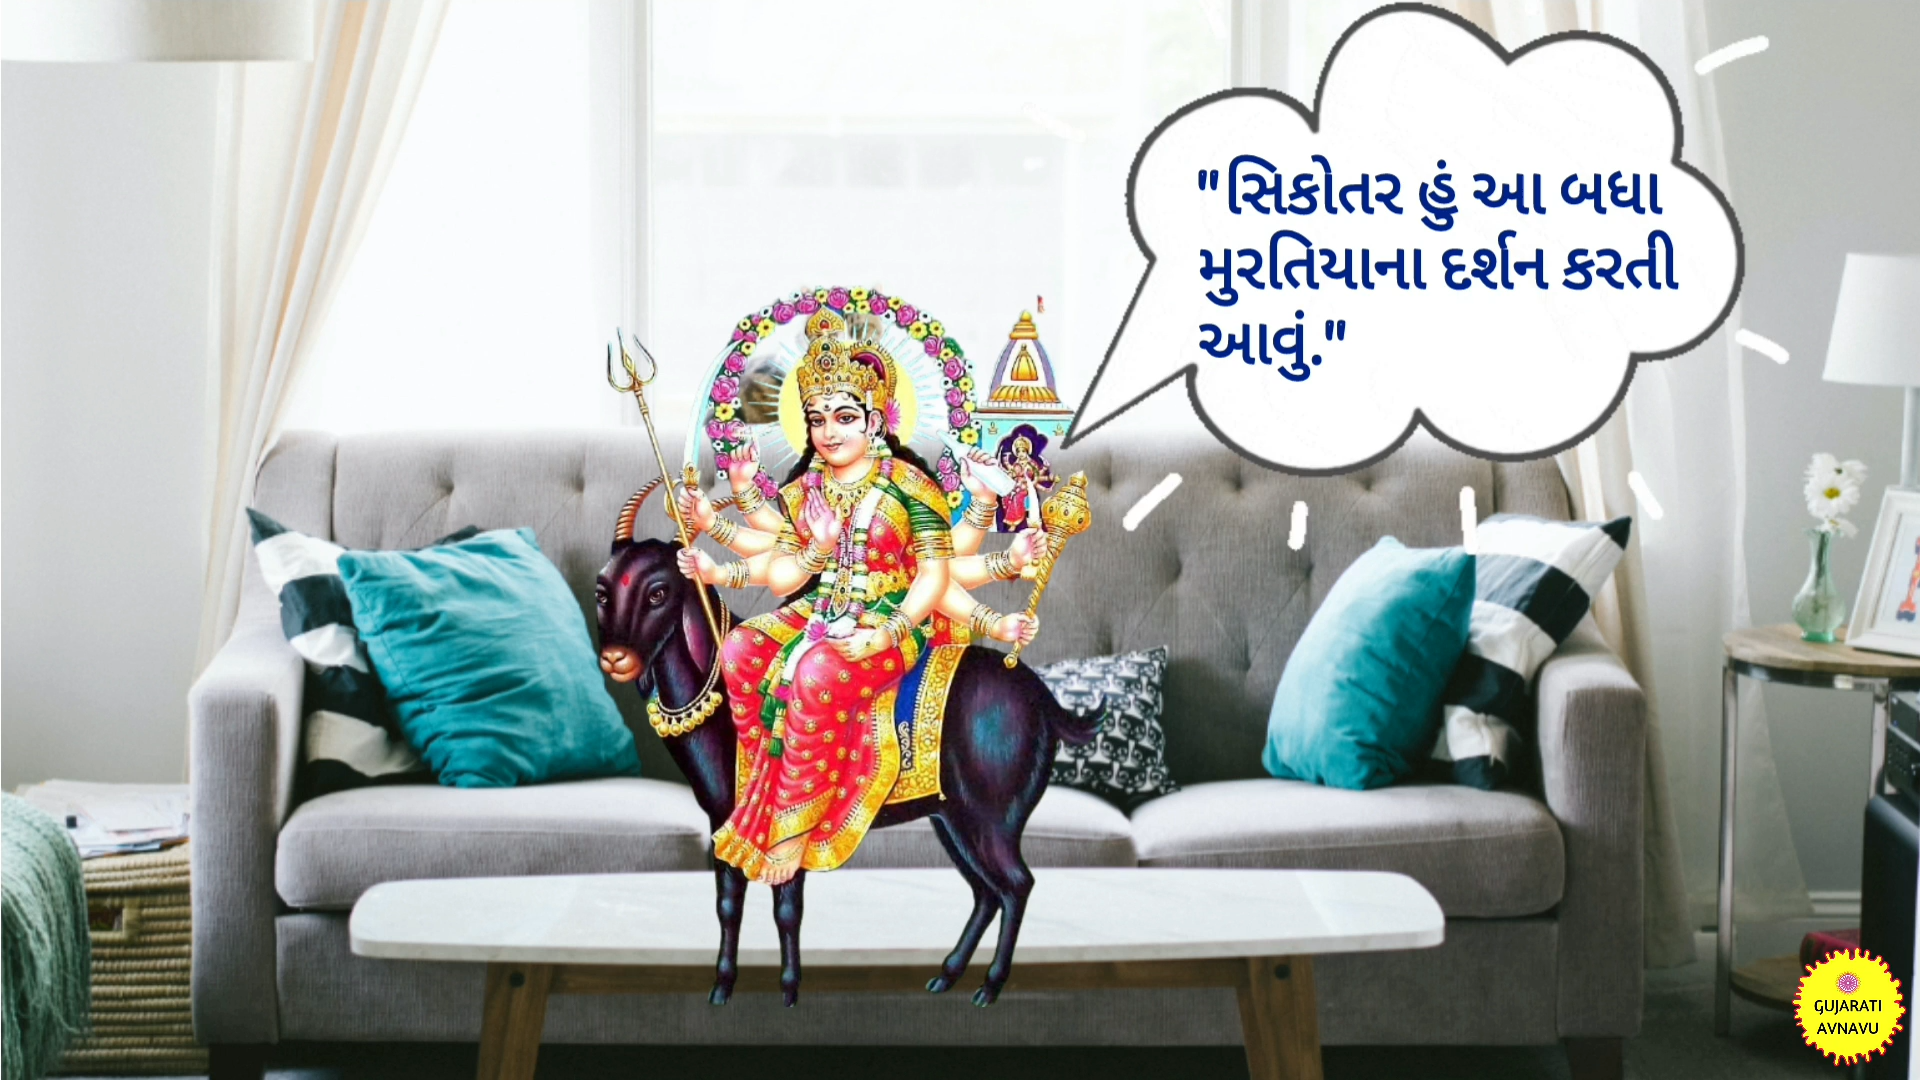 "સિકોતર હું આ બધા
મુરતિયાના દર્શન કરતી
આવું."
GUJARATI
AVNAVU